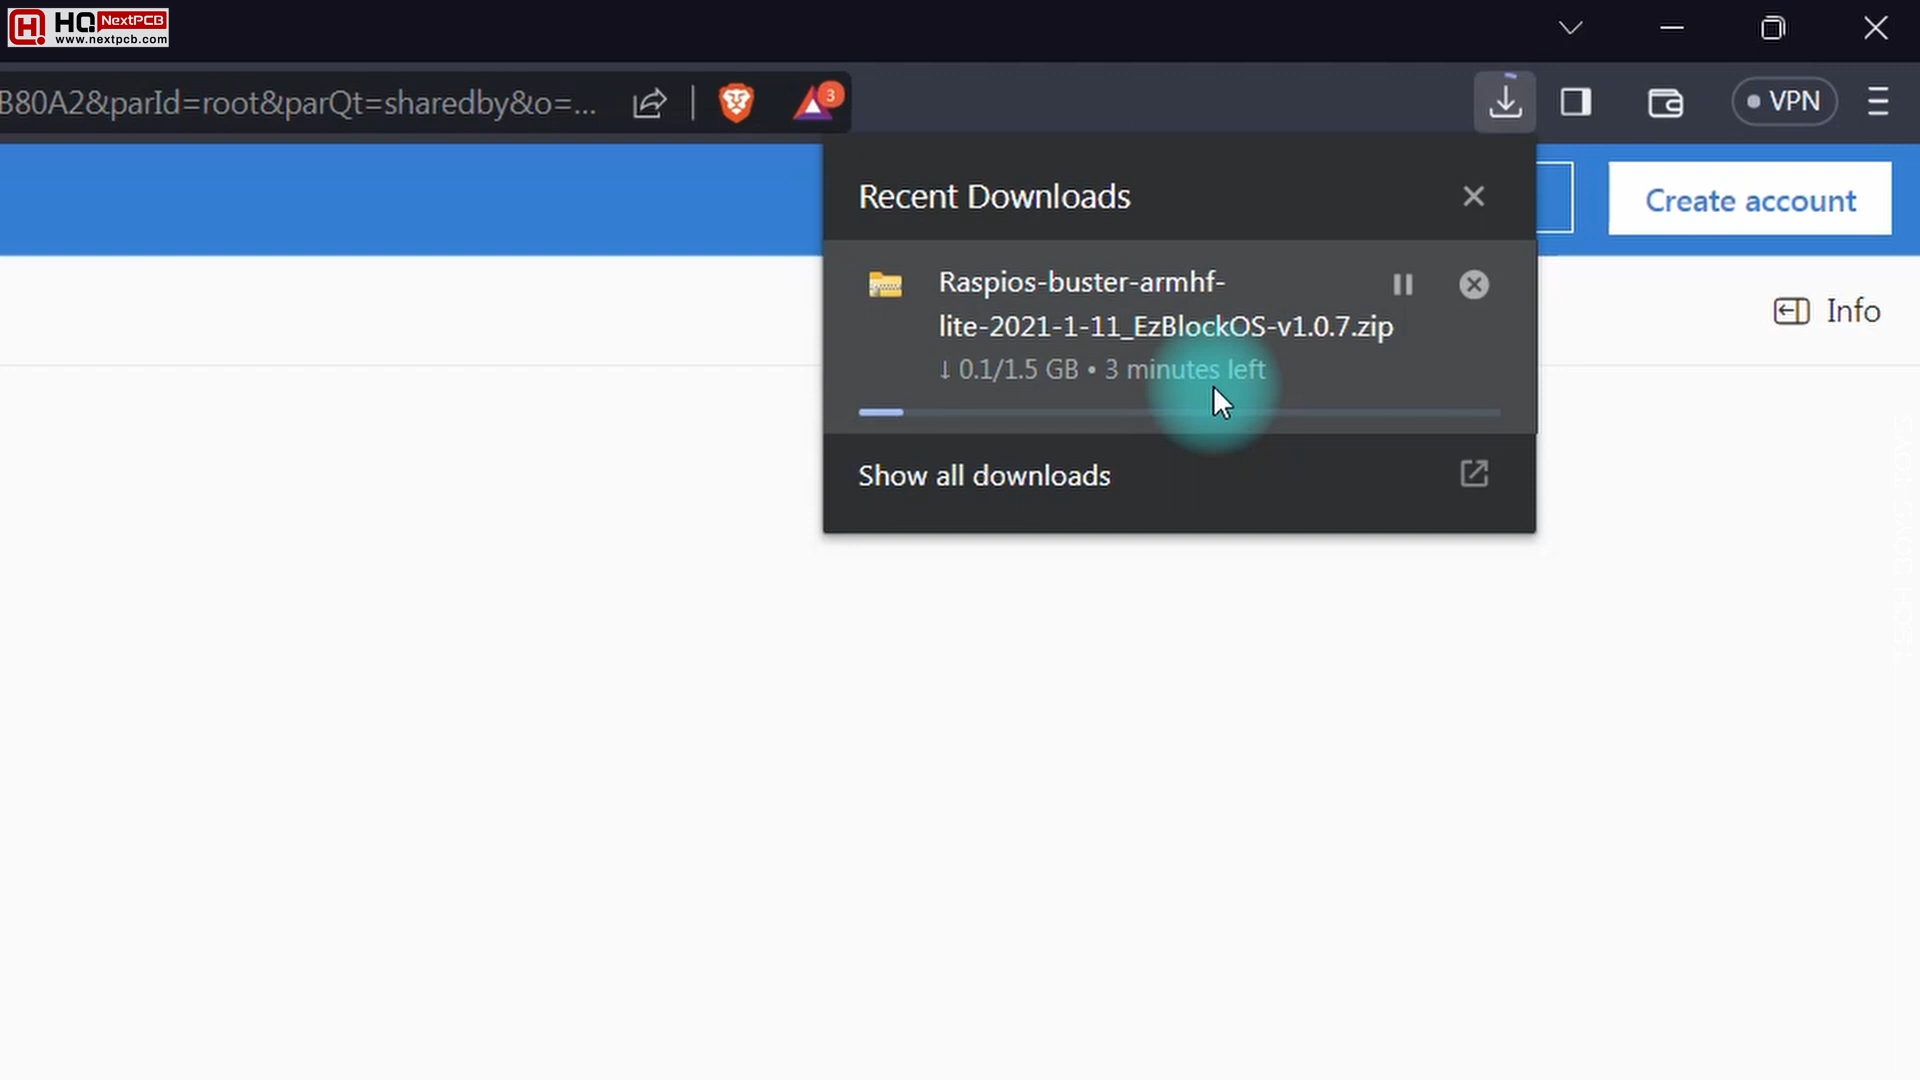 HQ NextPCB
www.nextpcb.com
B80A2&parId=root&parQt=sharedby&o=...
3
VPN
Recent Downloads
Create account
Raspios-buster-armhf-
lite-2021-1-11_EzBlockOS-v1.0.7.zip
↓ 0.1/1.5 GB • 3 minutes left
Info
Show all downloads